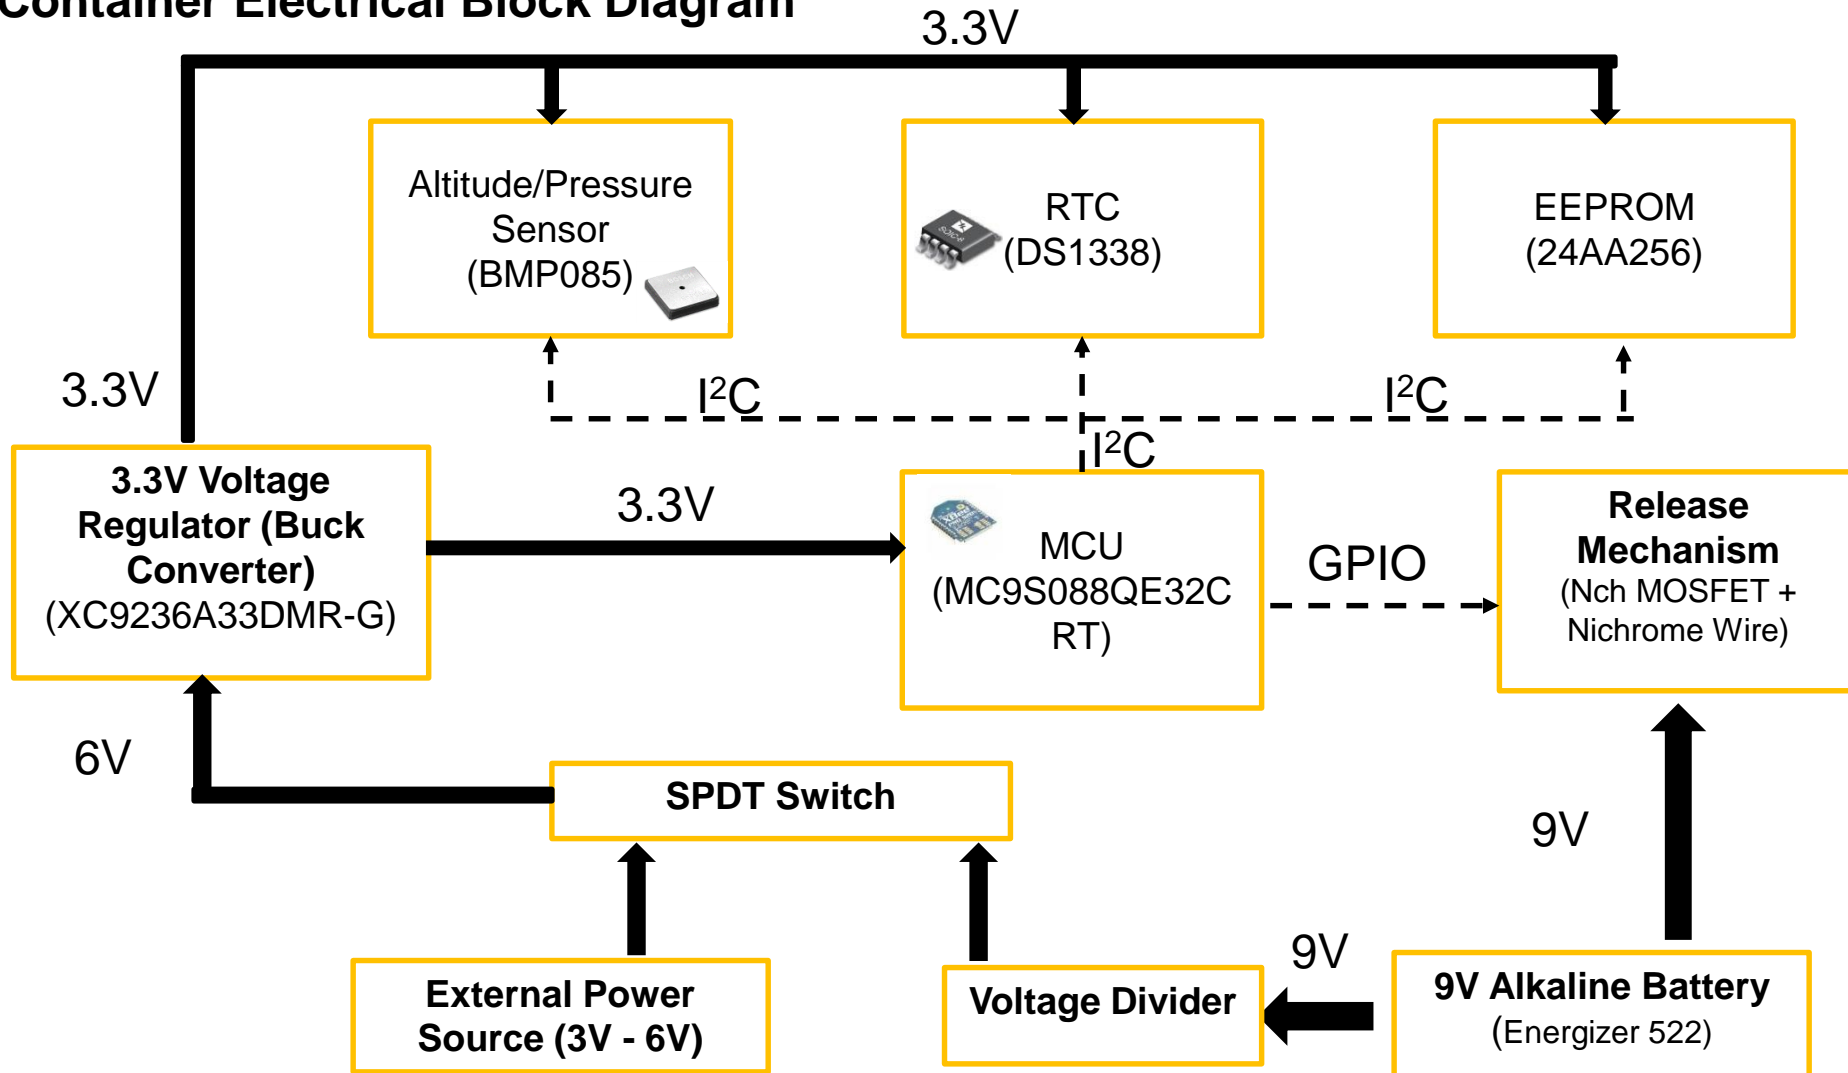 Container Electrical Block Diagram
3.3V
Altitude/Pressure
Sensor
(BMP085)
RTC
(DS1338)
EEPROM
(24AA256)
3.3V
I²C
I²C
I²C
3.3V Voltage
Regulator (Buck
Converter)
(XC9236A33DMR-G)
3.3V
MCU
(MC9S088QE32C
RT)
GPIO
Release
Mechanism
(Nch MOSFET +
Nichrome Wire)
6V
SPDT Switch
9V
External Power
Source (3V - 6V)
Voltage Divider
9V
9V Alkaline Battery
(Energizer 522)